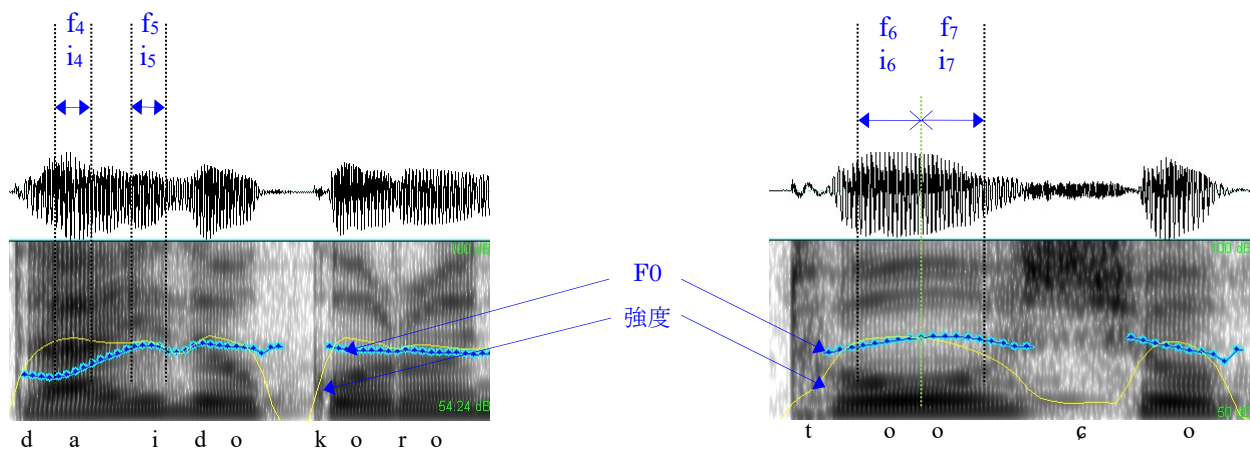 f4 f5
i4 i5
f6 f7
i6 i7
100 dB
100 dB
F0
強度
54.24 dB
50 dB
d a i d o k o r o
t o o ɕ o